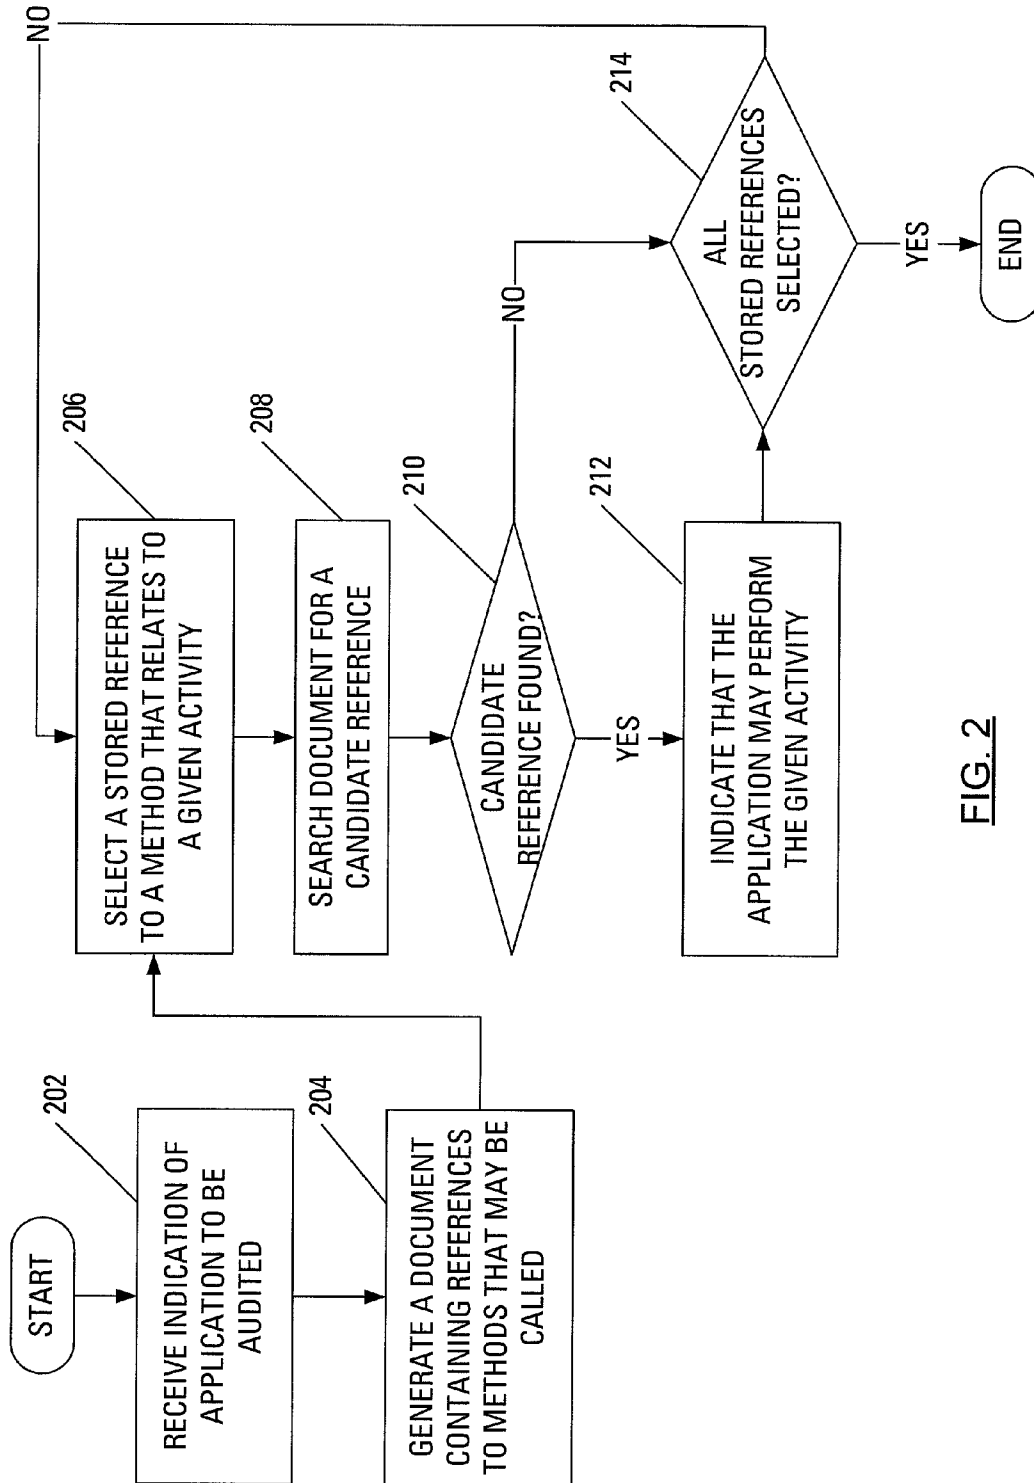 START
202
RECEIVE INDICATION OF
APPLICATION TO BE
AUDITED
204
GENERATE A DOCUMENT
CONTAINING REFERENCES
TO METHODS THAT MAY BE
CALLED
206
SELECT A STORED REFERENCE
TO A METHOD THAT RELATES TO
A GIVEN ACTIVITY
208
SEARCH DOCUMENT FOR A
CANDIDATE REFERENCE
210
CANDIDATE
REFERENCE FOUND?
NO
YES
212
INDICATE THAT THE
APPLICATION MAY PERFORM
THE GIVEN ACTIVITY
214
ALL
STORED REFERENCES
SELECTED?
NO
YES
END
FIG. 2